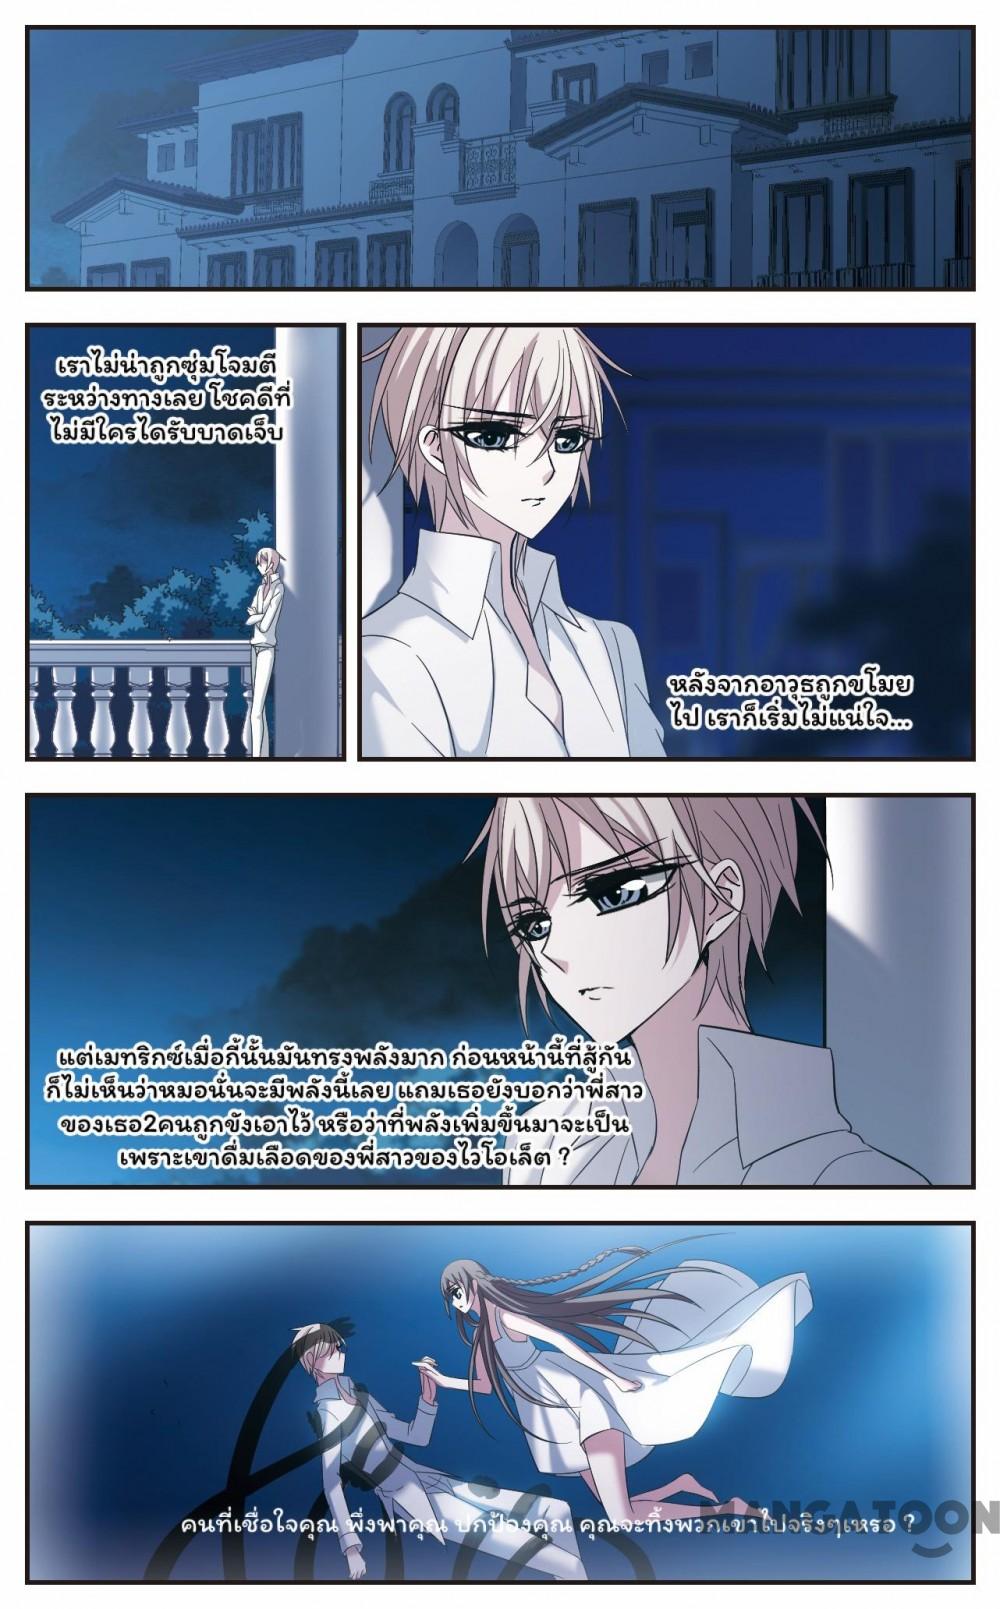 เราไม่น่าถูกซุ่มโจมตี
ระหว่างทางเลย โชคดีที่
ไม่มีใครไดรับบาดเจ็บ
หลังจากอาวุธถูกขโมย
ไป เราก็เริ่มไม่แน่ใจ...
แต่เมทริกซ์เมื่อกี้นั้นมันทรงพลังมาก ก่อนหน้านี้ที่สู้กัน
ก็ไม่เห็นว่าหมอนั่นจะมีพลังนี้เลย แถมเธอยังบอกว่าพี่สาว
ของเธอ2คนถูกขังเอาไว้ หรือว่าที่พลังเพิ่มขึ้นมาจะเป็น
เพราะเขาดื่มเลือดของพี่สาวของไวโอเล็ต ?
คนที่เชื่อใจคุณ พึ่งพาคุณ ปกป้องคุณ คุณจะทิ้งพวกเขาไปจริงๆเหรอ ?
MANGATOON